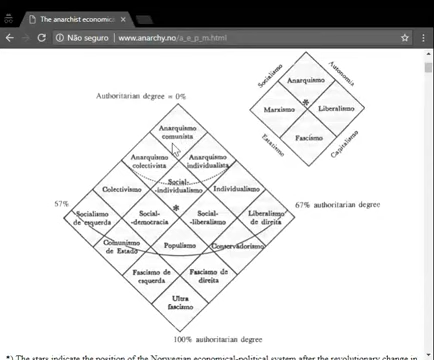 The anarchist economic
Não seguro
www.anarchy.no/a_e_p_m.html
Socialismo
Autonomia
Anarquismo
Marxismo
*
Liberalismo
Fascismo
Estatismo
Capitalismo
Authoritarian degree = 0%
Anarquismo
comunista
Anarquismo
colectivista
Anarquismo
individualista
Social-
individualismo
Colectivismo
Individualismo
57%
67% authoritarian degree
Socialismo
de esquerda
Social-
democracia
*
Social-
liberalismo
Liberalismo
de direita
Comunismo
de Estado
Populismo
Conservadorismo
Fascismo de
esquerda
Fascismo de
direita
Ultra
fascismo
100% authoritarian degree
*) The stars indicate the position of the Norwegian economical-political system after the revolutionary change in